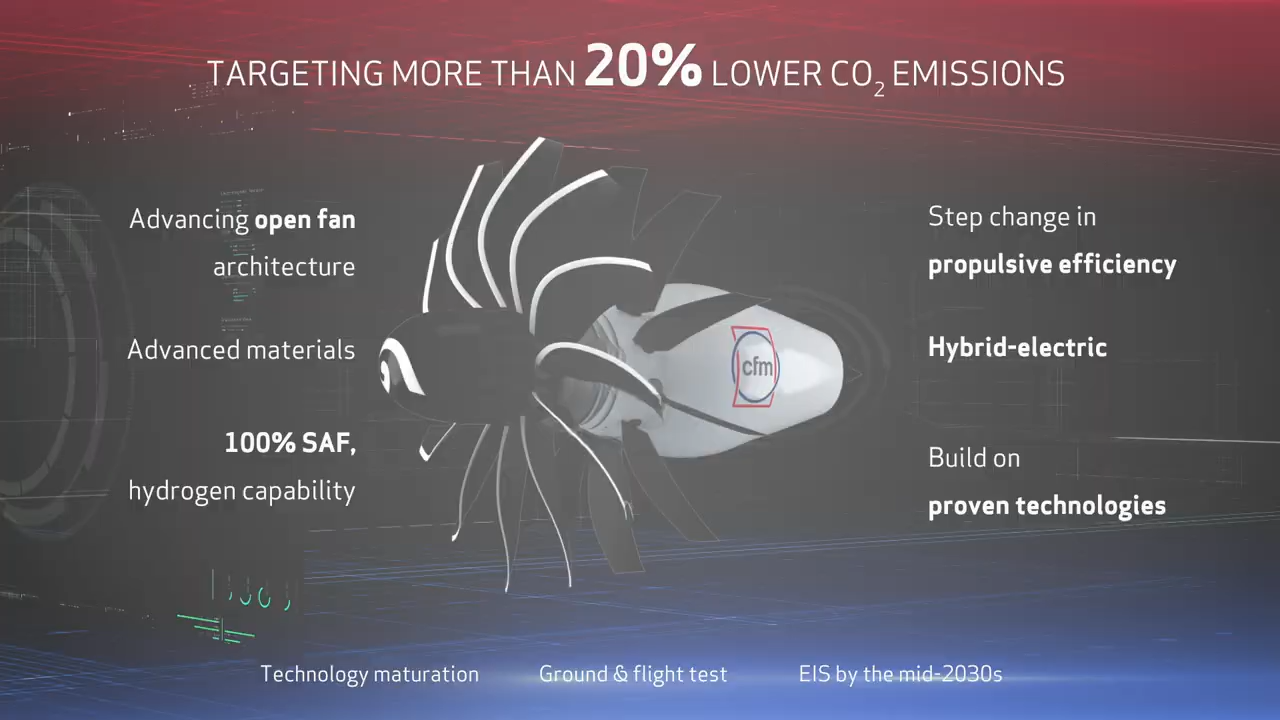 TARGETING MORE THAN 20% LOWER CO₂ EMISSIONS
Advancing open fan
architecture
Advanced materials
100% SAF,
hydrogen capability
cfm
Step change in
propulsive efficiency
Hybrid-electric
Build on
proven technologies
Technology maturation
Ground & flight test
EIS by the mid-2030s